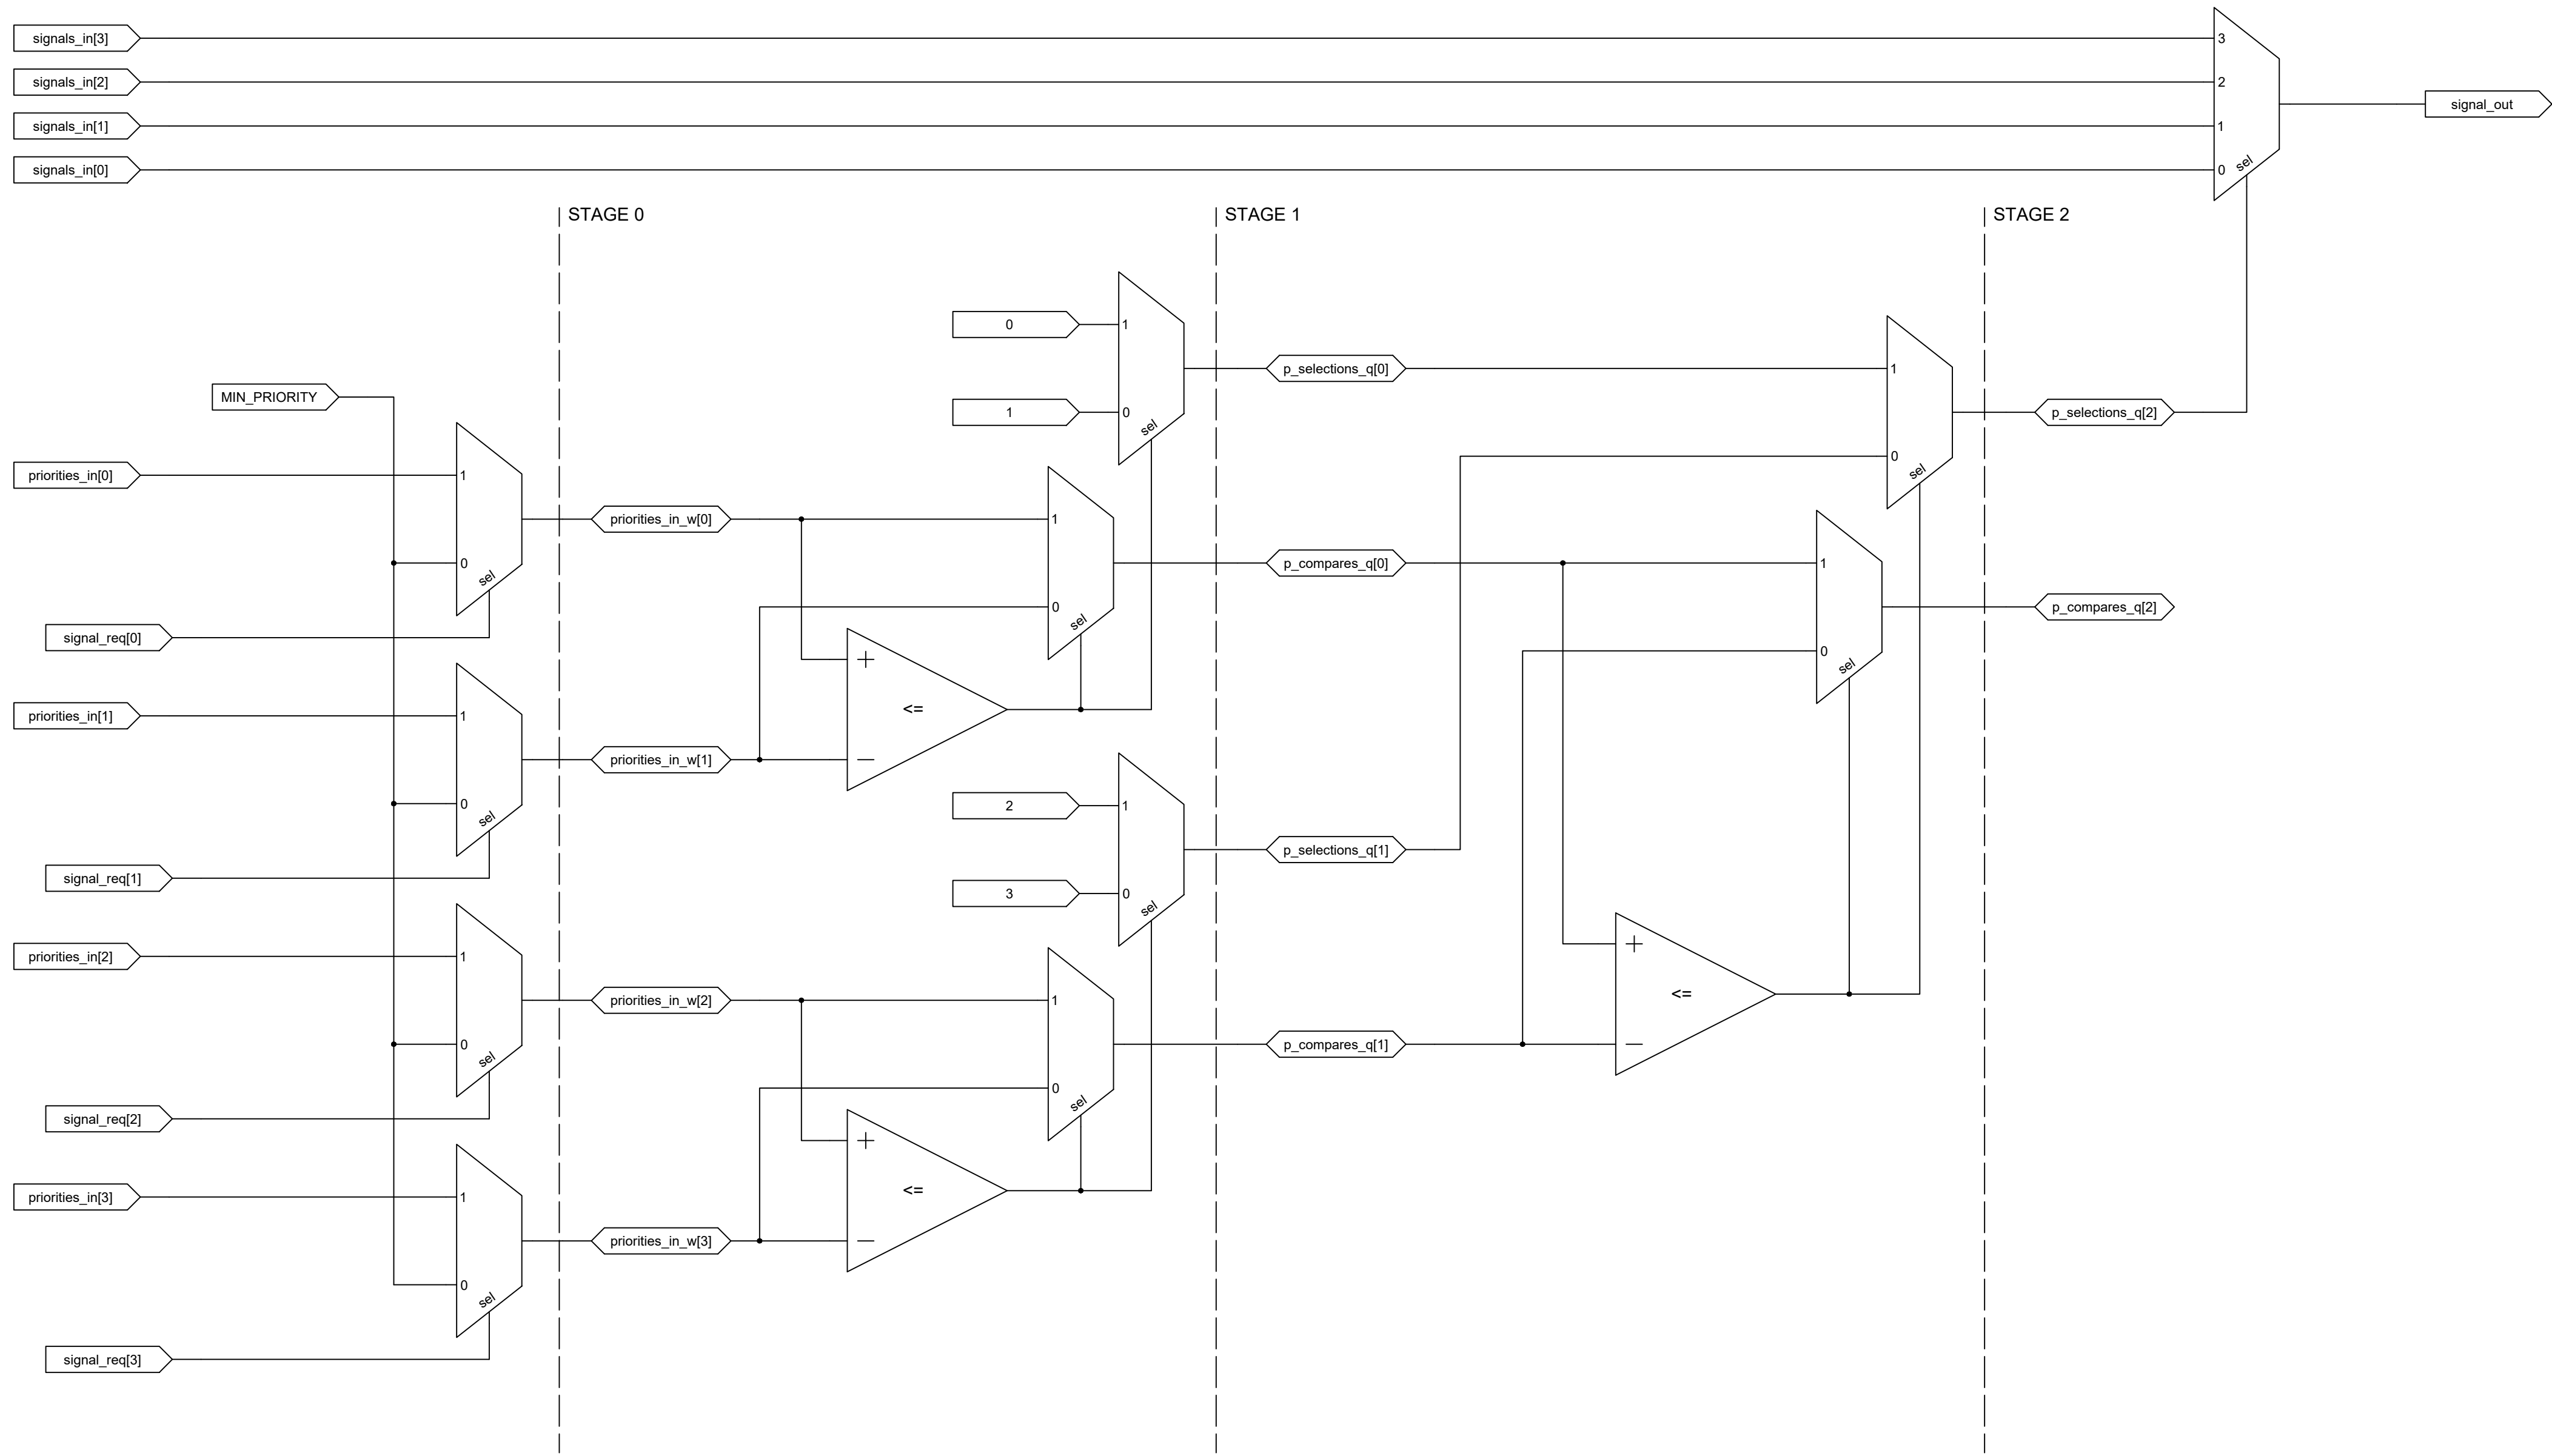 signals_in[3]
3
signals_in[2]
2
signal_out
signals_in[1]
1
signals_in[0]
0
sel
STAGE 0
STAGE 1
STAGE 2
0
1
p_selections_q[0]
1
MIN_PRIORITY
1
0
p_selections_q[2]
sel
0
sel
priorities_in[0]
1
priorities_in_w[0]
1
0
p_compares_q[0]
1
sel
0
p_compares_q[2]
sel
signal_req[0]
+
0
sel
priorities_in[1]
1
<=
priorities_in_w[1]
—
0
2
1
sel
p_selections_q[1]
signal_req[1]
3
0
sel
priorities_in[2]
1
+
<=
priorities_in_w[2]
1
0
p_compares_q[1]
—
sel
0
sel
signal_req[2]
+
priorities_in[3]
1
<=
priorities_in_w[3]
—
0
sel
signal_req[3]